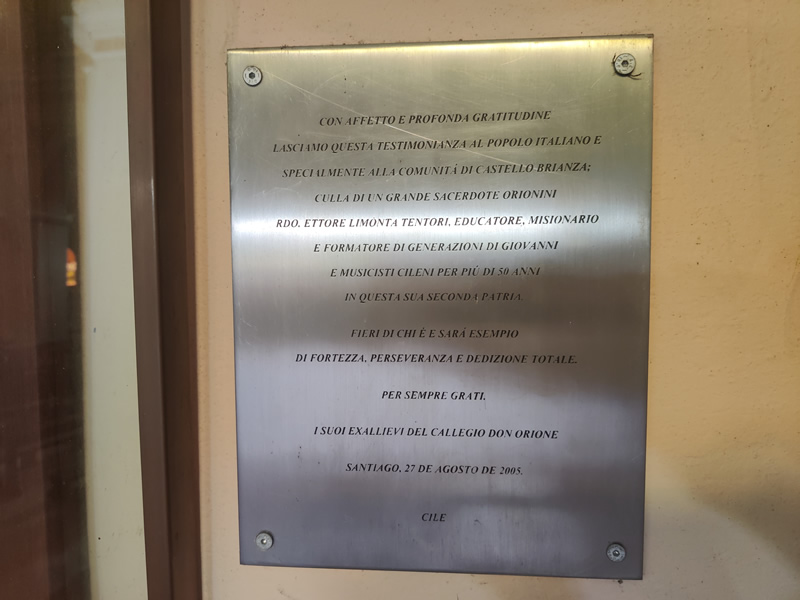 CON AFFETTO E PROFONDA GRATITUDINE
LASCIAMO QUESTA TESTIMONIANZA AL POPOLO ITALIANO E
SPECIALMENTE ALLA COMUNITÁ DI CASTELLO BRIANZA;
CULLA DI UN GRANDE SACERDOTE ORIONINI
RDO. ETTORE LIMONTA TENTORI, EDUCATORE, MISIONARIO
E FORMATORE DI GENERAZIONI DI GIOVANNI
E MUSICISTI CILENI PER PIÚ DI 50 ANNI
IN QUESTA SUA SECONDA PATRIA.
FIERI DI CHI É E SARÁ ESEMPIO
DI FORTEZZA, PERSEVERANZA E DEDIZIONE TOTALE.
PER SEMPRE GRATI.
I SUOI EXALLIEVI DEL CALLEGIO DON ORIONE
SANTIAGO, 27 DE AGOSTO DE 2005.
CILE